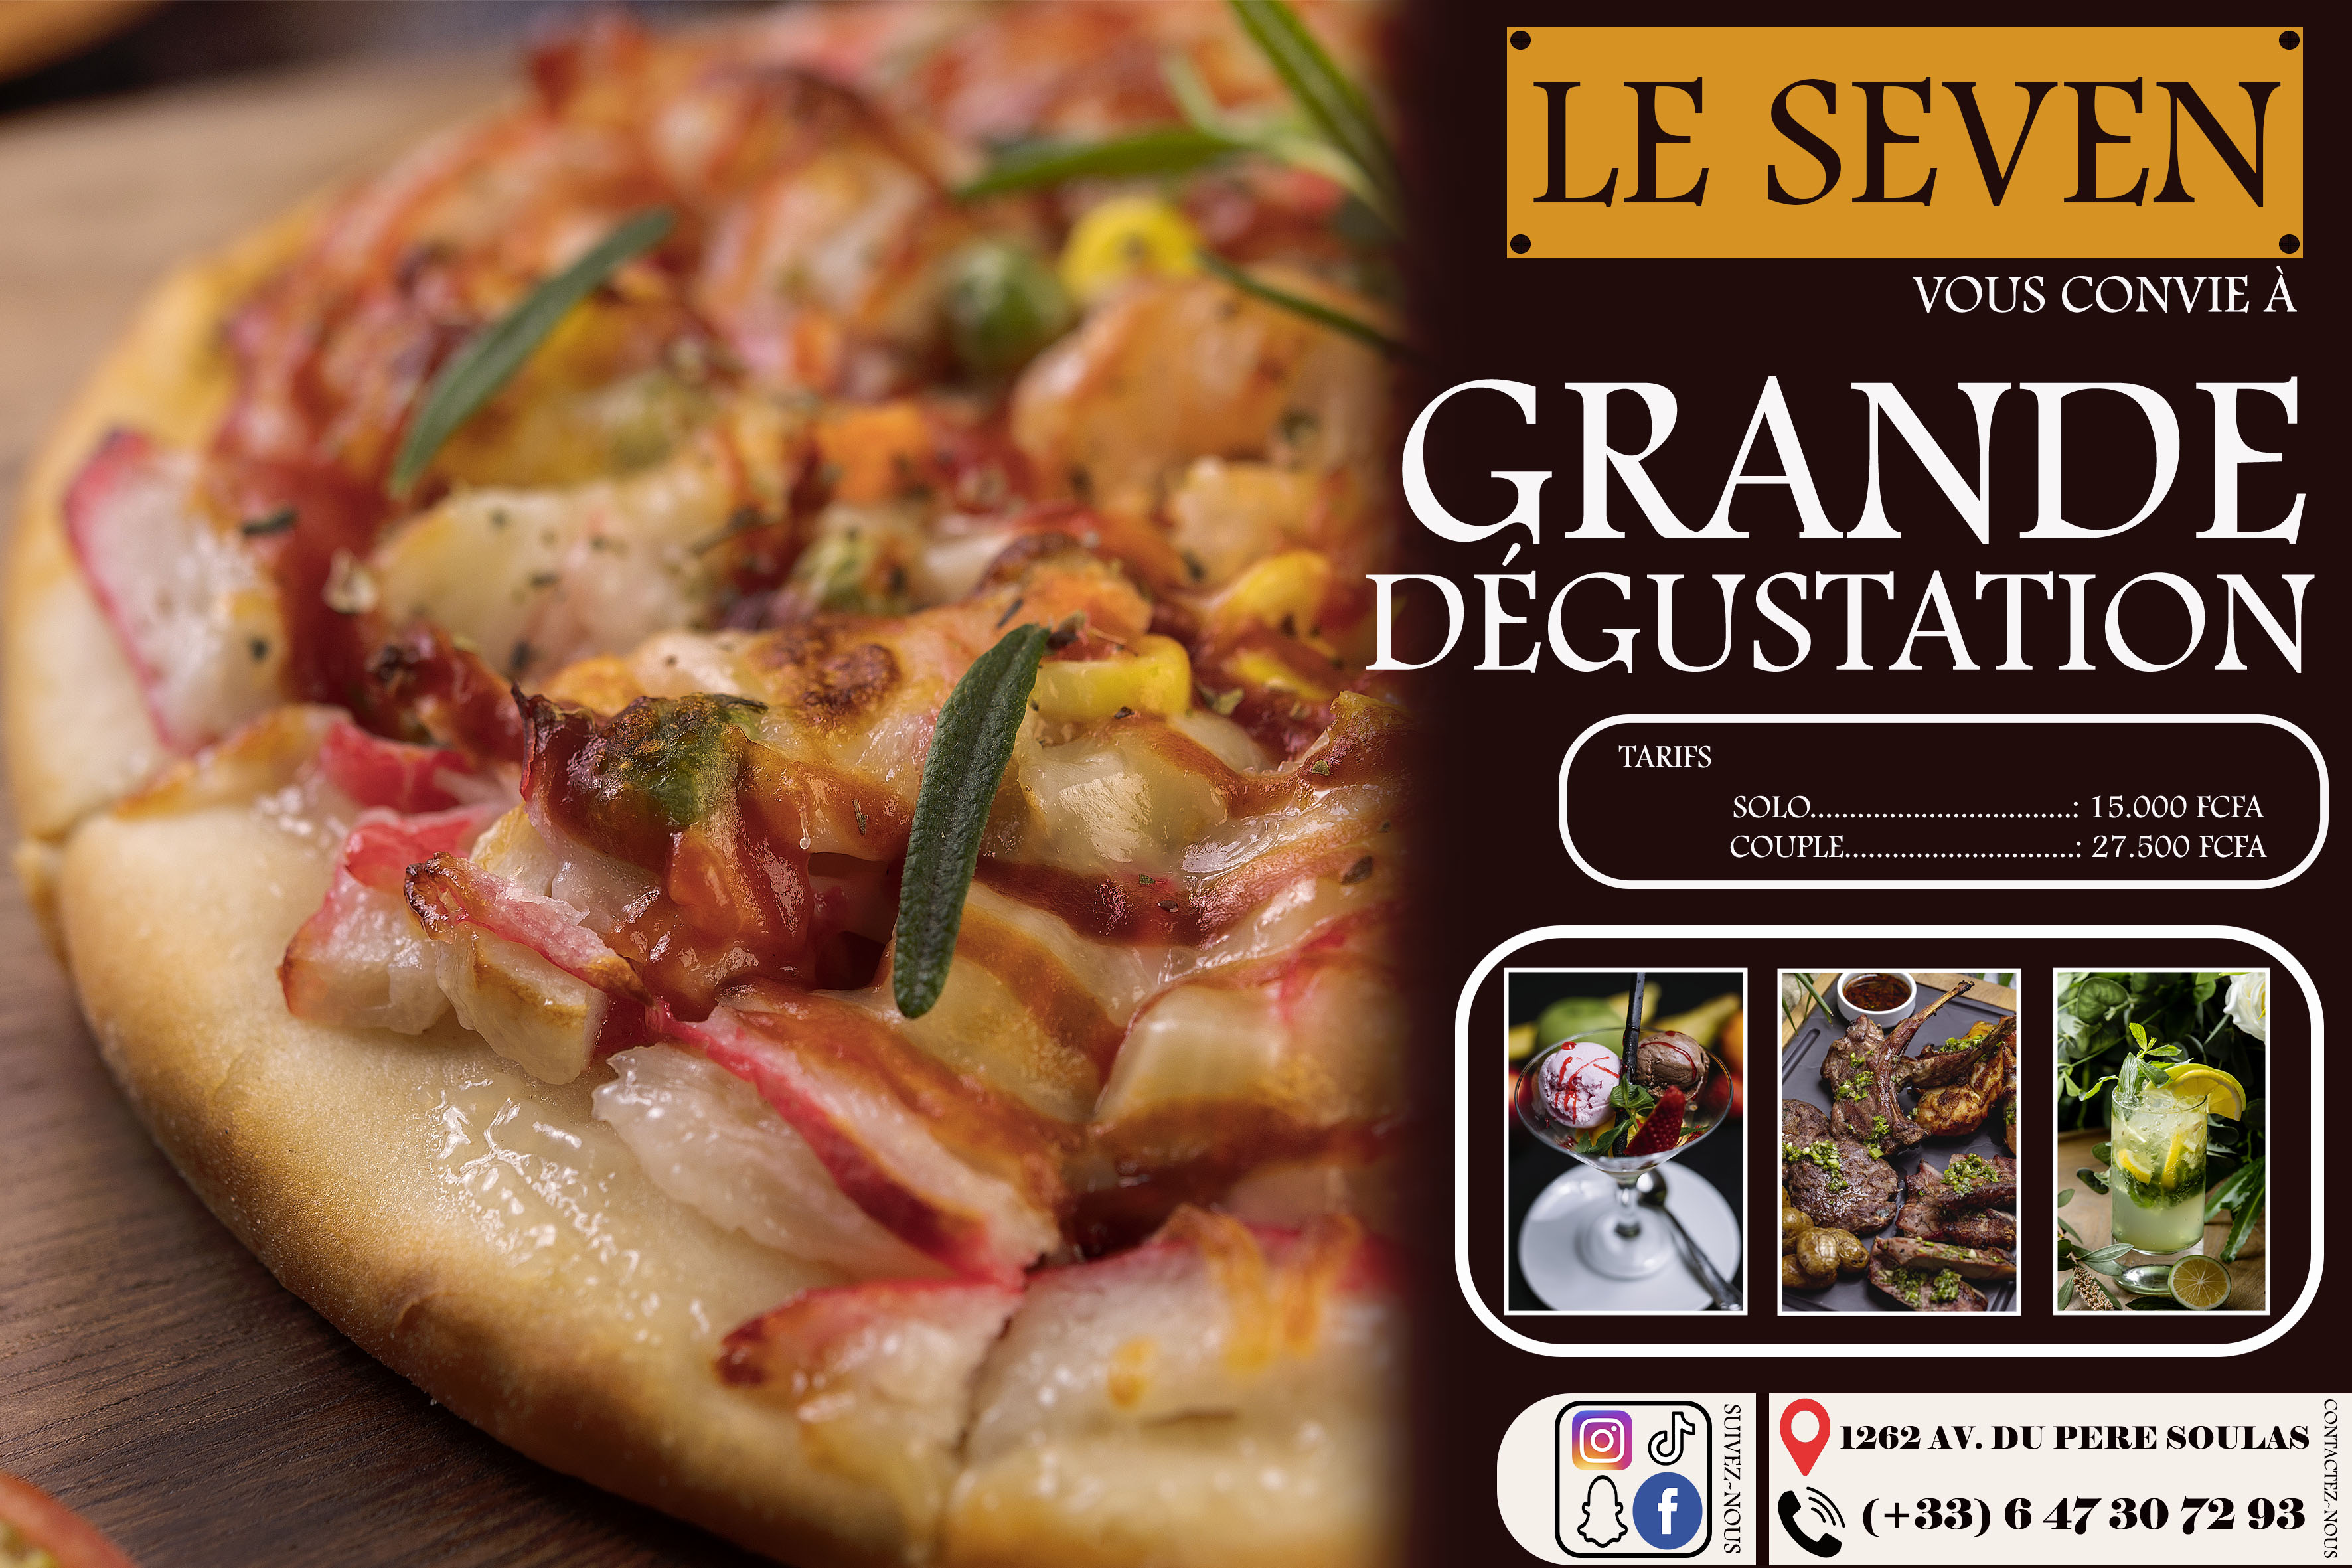 LE SEVEN
VOUS CONVIE À
GRANDE
DÉGUSTATION
TARIFS
SOLO.................................: 15.000 FCFA
COUPLE.............................: 27.500 FCFA
SUIVEZ-NOUS
1262 AV. DU PERE SOULAS
(+33) 6 47 30 72 93
CONTACTEZ-NOUS